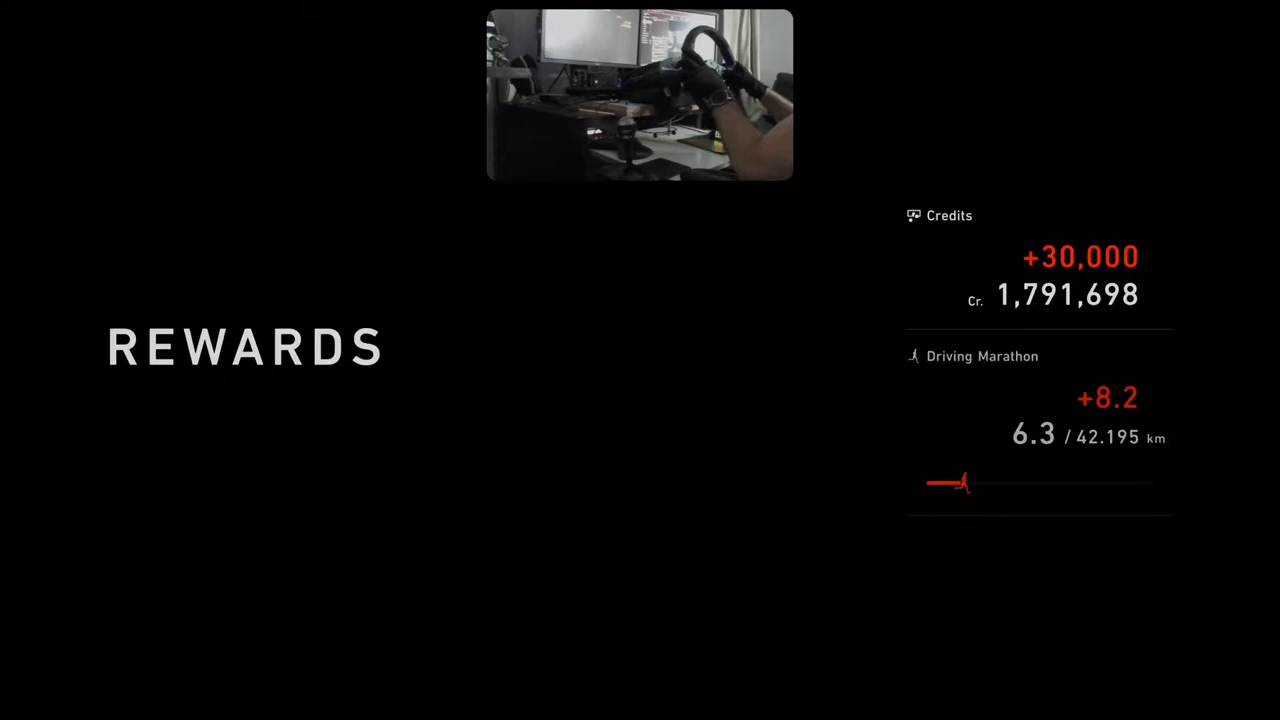 REWARDS
Credits
+30,000
Cr. 1,791,698
Driving Marathon
+8.2
6.3 / 42.195 km